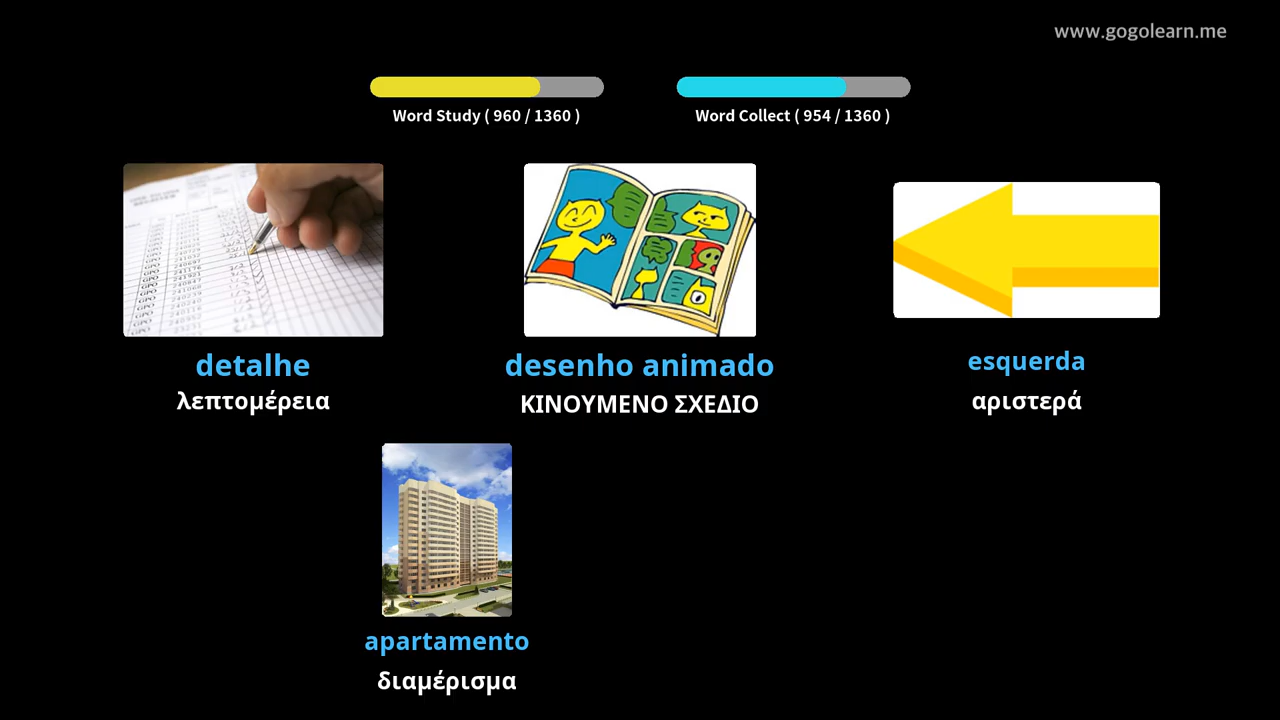 www.gogolearn.me
Word Study ( 960 / 1360 )
Word Collect ( 954 / 1360 )
detalhe
λεπτομέρεια
desenho animado
ΚΙΝΟΥΜΕΝΟ ΣΧΕΔΙΟ
esquerda
αριστερά
apartamento
διαμέρισμα